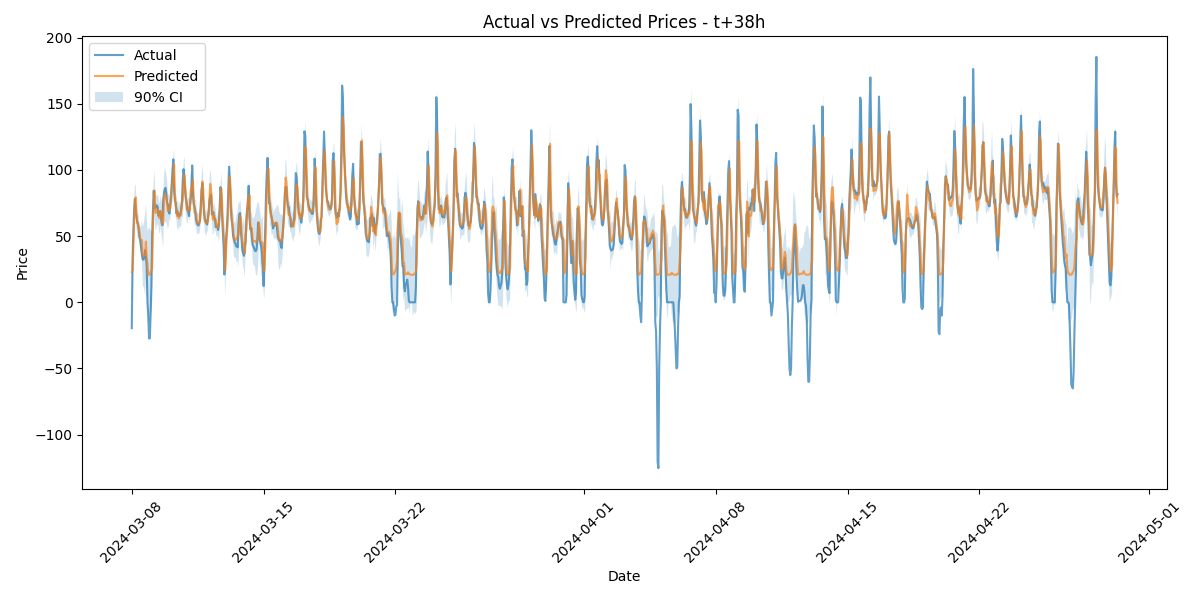 Actual vs Predicted Prices - t+38h
Actual
Predicted
90% CI
Price
200
150
100
50
0
−50
−100
2024-03-08
2024-03-15
2024-03-22
2024-04-01
2024-04-08
2024-04-15
2024-04-22
2024-05-01
Date